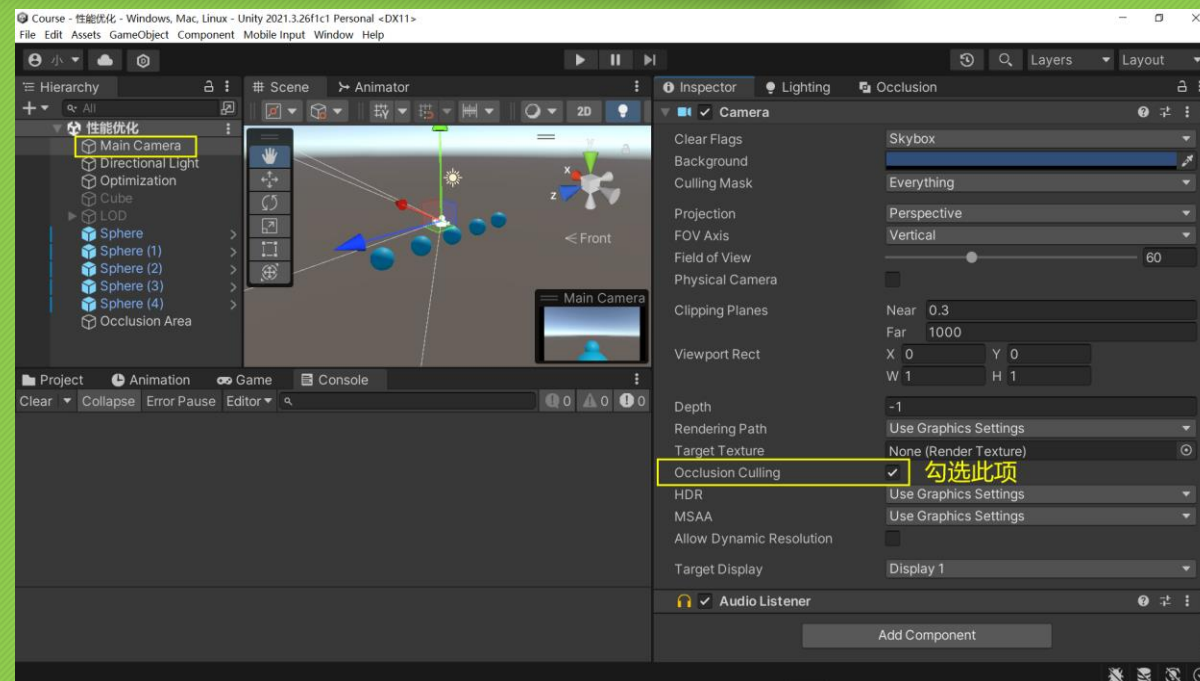 Course - 性能优化 - Windows, Mac, Linux - Unity 2021.3.26f1c1 Personal <DX11>
File Edit Assets GameObject Component Mobile Input Window Help
小
Layers
Layout
Hierarchy
All
性能优化
Main Camera
Directional Light
Optimization
Cube
LOD
Sphere
Sphere (1)
Sphere (2)
Sphere (3)
Sphere (4)
Occlusion Area
Scene
Animator
2D
y
x
z
Front
Main Camera
Project
Animation
Game
Console
Clear
Collapse
Error Pause
Editor
0
0
0
Inspector
Lighting
Occlusion
Camera
Clear Flags Skybox
Background
Culling Mask Everything
Projection Perspective
FOV Axis Vertical
Field of View 60
Physical Camera
Clipping Planes Near 0.3
Far 1000
Viewport Rect X 0 Y 0
W 1 H 1
Depth -1
Rendering Path Use Graphics Settings
Target Texture None (Render Texture)
Occlusion Culling 勾选此项
HDR Use Graphics Settings
MSAA Use Graphics Settings
Allow Dynamic Resolution
Target Display Display 1
Audio Listener
Add Component